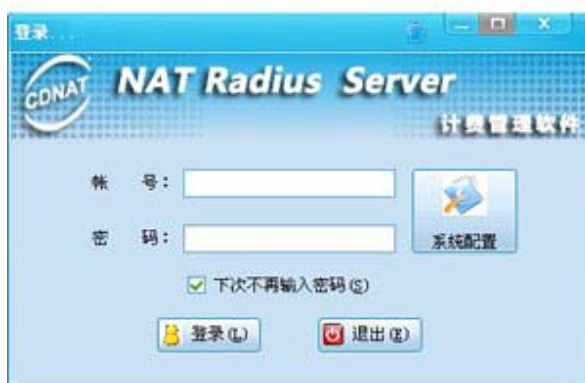 登录...
CDNAT
NAT Radius Server
计费管理软件
帐 号：
密 码：
系统配置
下次不再输入密码(S)
登录(L)
退出(E)